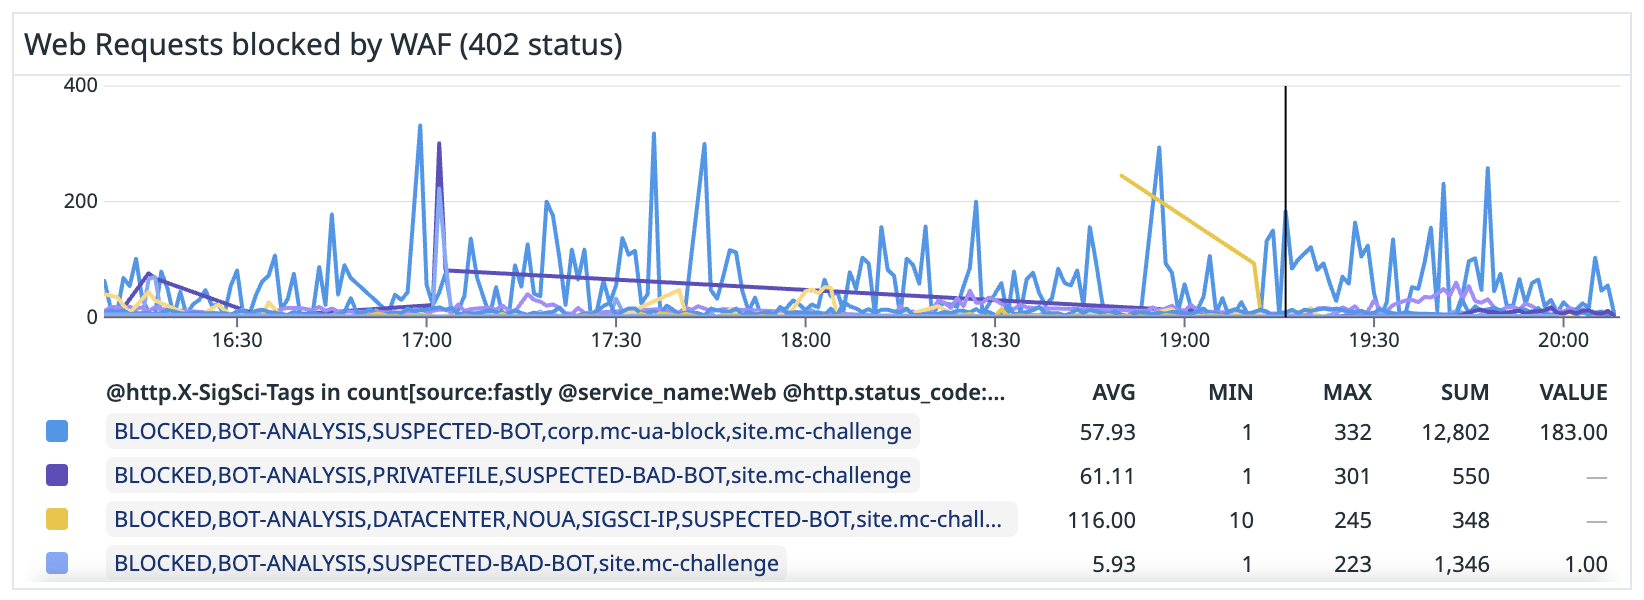 Web Requests blocked by WAF (402 status)
400
200
0
16:30 17:00 17:30 18:00 18:30 19:00 19:30 20:00
@http.X-SigSci-Tags in count[source:fastly @service_name:Web @http.status_code:... AVG MIN MAX SUM VALUE
BLOCKED,BOT-ANALYSIS,SUSPECTED-BOT,corp.mc-ua-block,site.mc-challenge 57.93 1 332 12,802 183.00
BLOCKED,BOT-ANALYSIS,PRIVATEFILE,SUSPECTED-BAD-BOT,site.mc-challenge 61.11 1 301 550 —
BLOCKED,BOT-ANALYSIS,DATACENTER,NOUA,SIGSCI-IP,SUSPECTED-BOT,site.mc-chall... 116.00 10 245 348 —
BLOCKED,BOT-ANALYSIS,SUSPECTED-BAD-BOT,site.mc-challenge 5.93 1 223 1,346 1.00